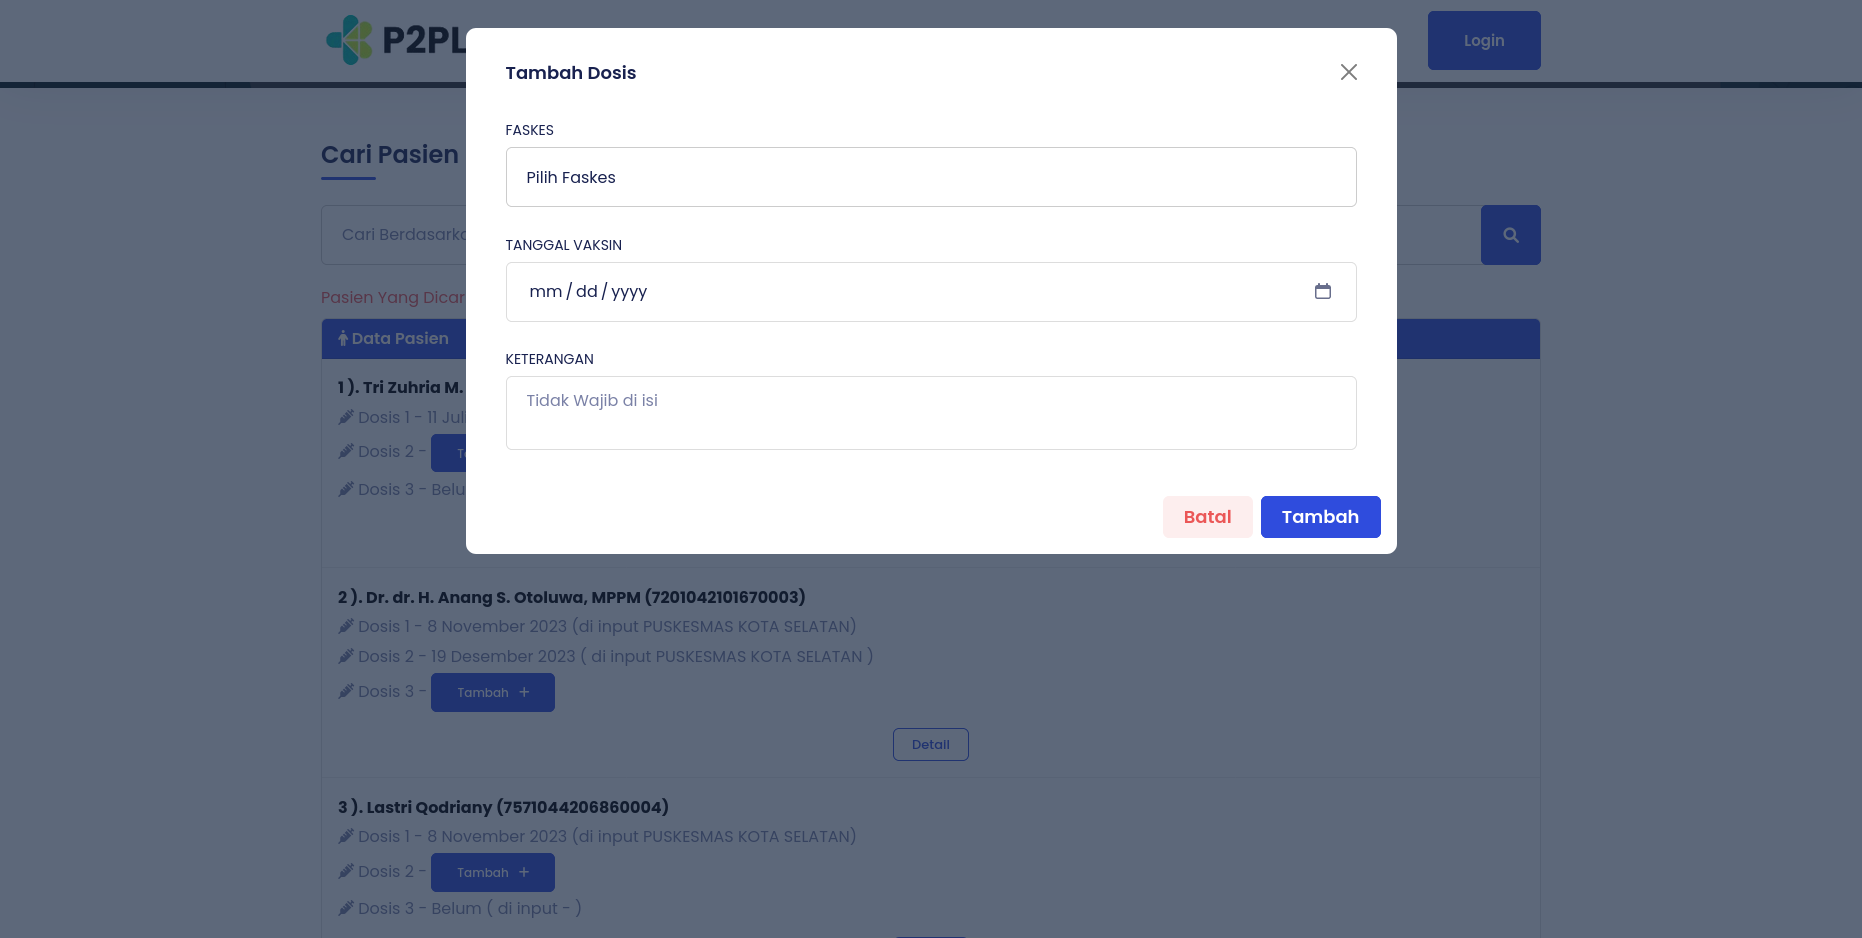 P2PL
Login
Tambah Dosis
FASKES
Pilih Faskes
TANGGAL VAKSIN
mm / dd / yyyy
KETERANGAN
Tidak Wajib di isi
Batal
Tambah
Cari Pasien
Cari
Pasien Yang
Data Pasien
1 ). Tri Zuhria M.
Dosis 1 - 11
Dosis 2 -
Dosis 3 -
2 ). Dr. dr. H. Anang S. Otoluwa, MPPM (7201042101670003)
Dosis 1 - 8 November 2023 (di input PUSKESMAS KOTA SELATAN)
Dosis 2 - 19 Desember 2023 ( di input PUSKESMAS KOTA SELATAN )
Dosis 3 - Tambah +
Detail
3 ). Lastri Qodriany (7571044206860004)
Dosis 1 - 8 November 2023 (di input PUSKESMAS KOTA SELATAN)
Dosis 2 - Tambah +
Dosis 3 - Belum ( di input - )